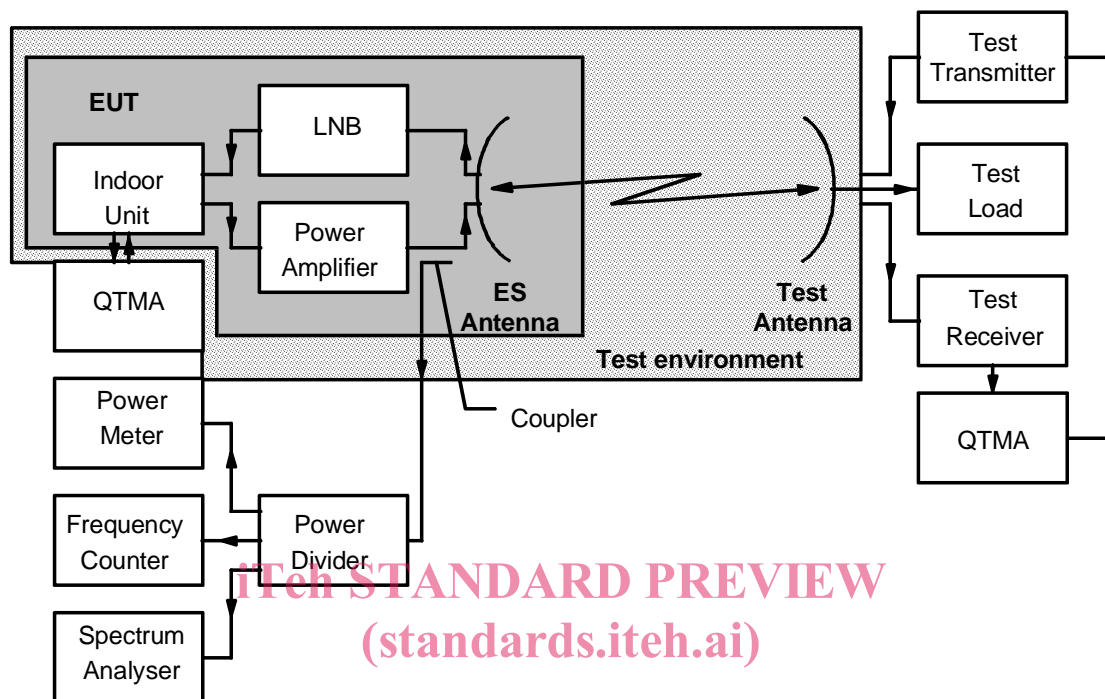 Test
Transmitter
EUT
LNB
Indoor
Unit
Test
Load
Power
Amplifier
QTMA
ES
Antenna
Test
Antenna
Test
Receiver
Test environment
Power
Meter
Coupler
QTMA
Frequency
Counter
Power
Divider
iTeh STANDARD PREVIEW
(standards.iteh.ai)
Spectrum
Analyser